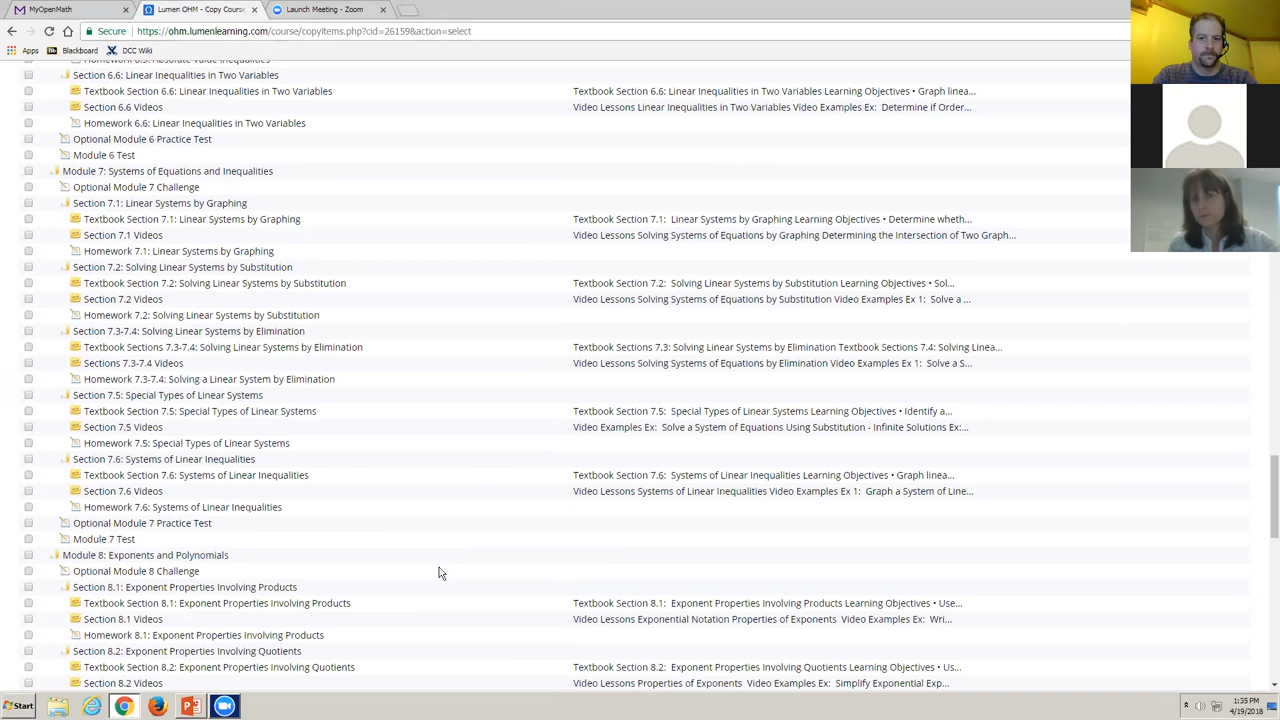 MyOpenMath
Lumen OHM - Copy Course
Launch Meeting - Zoom
Secure
https://ohm.lumenlearning.com/course/copyitems.php?cid=26159&action=select
Apps
Blackboard
DCC Wiki
Homework 6.5: Absolute Value Inequalities
Section 6.6: Linear Inequalities in Two Variables
Textbook Section 6.6: Linear Inequalities in Two Variables
Textbook Section 6.6: Linear Inequalities in Two Variables Learning Objectives • Graph linea...
Section 6.6 Videos
Video Lessons Linear Inequalities in Two Variables Video Examples Ex: Determine if Order...
Homework 6.6: Linear Inequalities in Two Variables
Optional Module 6 Practice Test
Module 6 Test
Module 7: Systems of Equations and Inequalities
Optional Module 7 Challenge
Section 7.1: Linear Systems by Graphing
Textbook Section 7.1: Linear Systems by Graphing
Textbook Section 7.1: Linear Systems by Graphing Learning Objectives • Determine wheth...
Section 7.1 Videos
Video Lessons Solving Systems of Equations by Graphing Determining the Intersection of Two Graph...
Homework 7.1: Linear Systems by Graphing
Section 7.2: Solving Linear Systems by Substitution
Textbook Section 7.2: Solving Linear Systems by Substitution
Textbook Section 7.2: Solving Linear Systems by Substitution Learning Objectives • Sol...
Section 7.2 Videos
Video Lessons Solving Systems of Equations by Substitution Video Examples Ex 1: Solve a ...
Homework 7.2: Solving Linear Systems by Substitution
Section 7.3-7.4: Solving Linear Systems by Elimination
Textbook Sections 7.3-7.4: Solving Linear Systems by Elimination
Textbook Sections 7.3: Solving Linear Systems by Elimination Textbook Sections 7.4: Solving Linea...
Sections 7.3-7.4 Videos
Video Lessons Solving Systems of Equations by Elimination Video Examples Ex 1: Solve a S...
Homework 7.3-7.4: Solving a Linear System by Elimination
Section 7.5: Special Types of Linear Systems
Textbook Section 7.5: Special Types of Linear Systems
Textbook Section 7.5: Special Types of Linear Systems Learning Objectives • Identify a...
Section 7.5 Videos
Video Examples Ex: Solve a System of Equations Using Substitution - Infinite Solutions Ex:...
Homework 7.5: Special Types of Linear Systems
Section 7.6: Systems of Linear Inequalities
Textbook Section 7.6: Systems of Linear Inequalities
Textbook Section 7.6: Systems of Linear Inequalities Learning Objectives • Graph linea...
Section 7.6 Videos
Video Lessons Systems of Linear Inequalities Video Examples Ex 1: Graph a System of Line...
Homework 7.6: Systems of Linear Inequalities
Optional Module 7 Practice Test
Module 7 Test
Module 8: Exponents and Polynomials
Optional Module 8 Challenge
Section 8.1: Exponent Properties Involving Products
Textbook Section 8.1: Exponent Properties Involving Products
Textbook Section 8.1: Exponent Properties Involving Products Learning Objectives • Use...
Section 8.1 Videos
Video Lessons Exponential Notation Properties of Exponents Video Examples Ex: Wri...
Homework 8.1: Exponent Properties Involving Products
Section 8.2: Exponent Properties Involving Quotients
Textbook Section 8.2: Exponent Properties Involving Quotients
Textbook Section 8.2: Exponent Properties Involving Quotients Learning Objectives • Us...
Section 8.2 Videos
Video Lessons Properties of Exponents Video Examples Ex: Simplify Exponential Exp...
Start
1:35 PM
4/19/2018